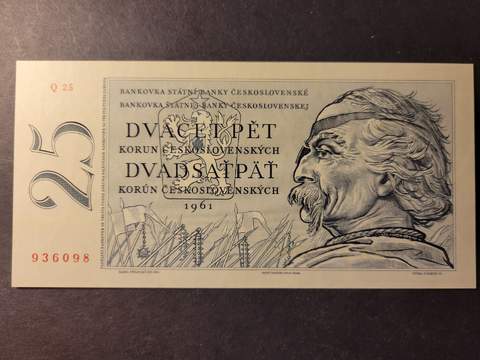 Q 25
BANKOVKA STÁTNÍ BANKY ČESKOSLOVENSKÉ
BANKOVKA ŠTÁTNEJ BANKY ČESKOSLOVENSKEJ
25
DVACET PĚT
KORUN ČESKOSLOVENSKÝCH
DVADSAŤPÄŤ
KORÚN ČESKOSLOVENSKÝCH
1961
936098